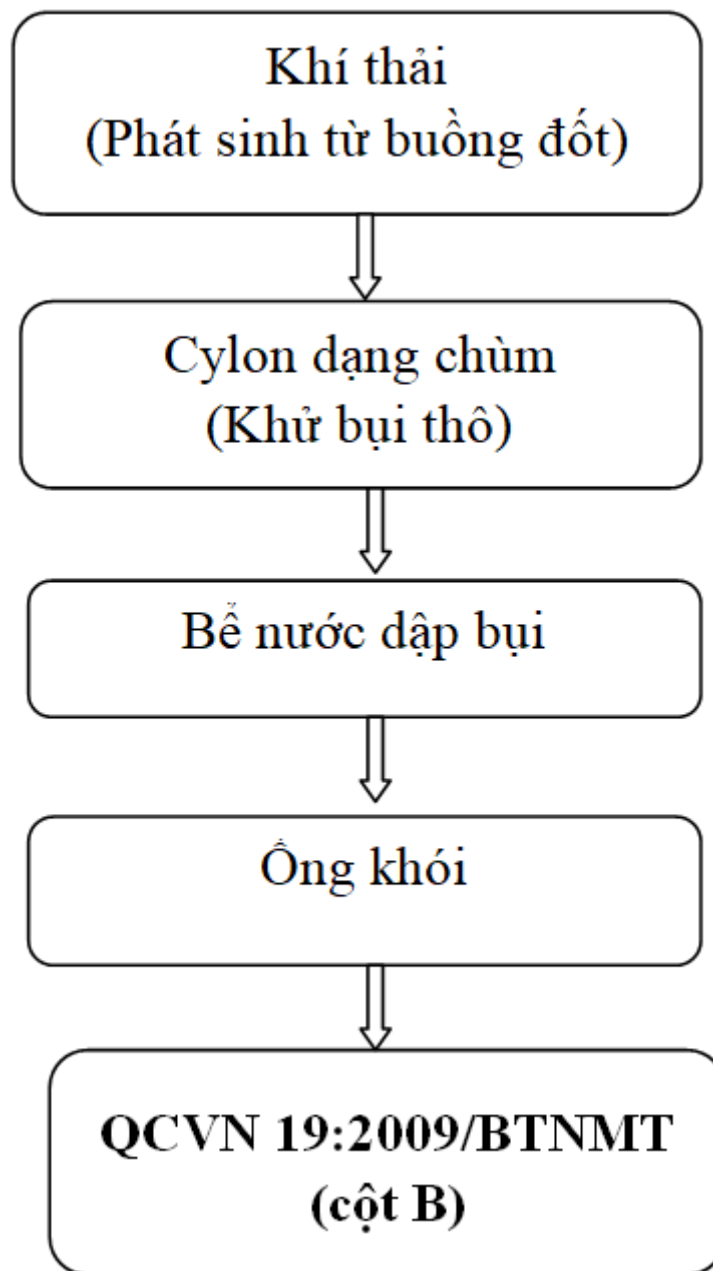 Khí thải
(Phát sinh từ buồng đốt)
Cylon dạng chùm
(Khử bụi thô)
Bể nước dập bụi
Ống khói
QCVN 19:2009/BTNMT
(cột B)